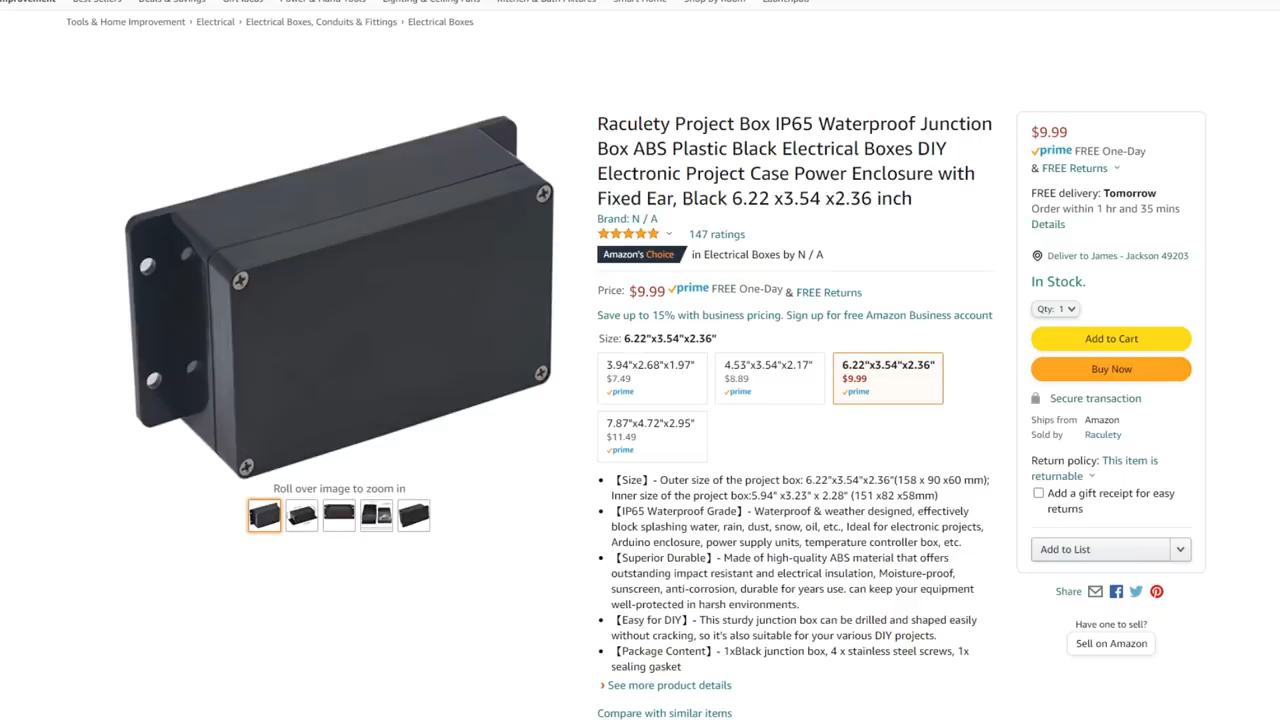 Tools & Home Improvement › Electrical › Electrical Boxes, Conduits & Fittings › Electrical Boxes
Raculety Project Box IP65 Waterproof Junction
Box ABS Plastic Black Electrical Boxes DIY
Electronic Project Case Power Enclosure with
Fixed Ear, Black 6.22 x3.54 x2.36 inch
Brand: N / A
147 ratings
Amazon's Choice in Electrical Boxes by N / A
Price: $9.99 prime FREE One-Day & FREE Returns
Save up to 15% with business pricing. Sign up for free Amazon Business account
Size: 6.22"x3.54"x2.36"
3.94"x2.68"x1.97" 4.53"x3.54"x2.17" 6.22"x3.54"x2.36"
$7.49 $8.89 $9.99
prime prime prime
7.87"x4.72"x2.95"
$11.49
prime
• 【Size】- Outer size of the project box: 6.22"x3.54"x2.36"(158 x 90 x60 mm);
Inner size of the project box:5.94" x3.23" x 2.28" (151 x82 x58mm)
• 【IP65 Waterproof Grade】- Waterproof & weather designed, effectively
block splashing water, rain, dust, snow, oil, etc., Ideal for electronic projects,
Arduino enclosure, power supply units, temperature controller box, etc.
• 【Superior Durable】- Made of high-quality ABS material that offers
outstanding impact resistant and electrical insulation, Moisture-proof,
sunscreen, anti-corrosion, durable for years use. can keep your equipment
well-protected in harsh environments.
• 【Easy for DIY】- This sturdy junction box can be drilled and shaped easily
without cracking, so it's also suitable for your various DIY projects.
• 【Package Content】- 1xBlack junction box, 4 x stainless steel screws, 1x
sealing gasket
› See more product details
Compare with similar items
Roll over image to zoom in
$9.99
prime FREE One-Day
& FREE Returns
FREE delivery: Tomorrow
Order within 1 hr and 35 mins
Details
Deliver to James - Jackson 49203
In Stock.
Qty: 1
Add to Cart
Buy Now
Secure transaction
Ships from Amazon
Sold by Raculety
Return policy: This item is
returnable
Add a gift receipt for easy
returns
Add to List
Share
Have one to sell?
Sell on Amazon